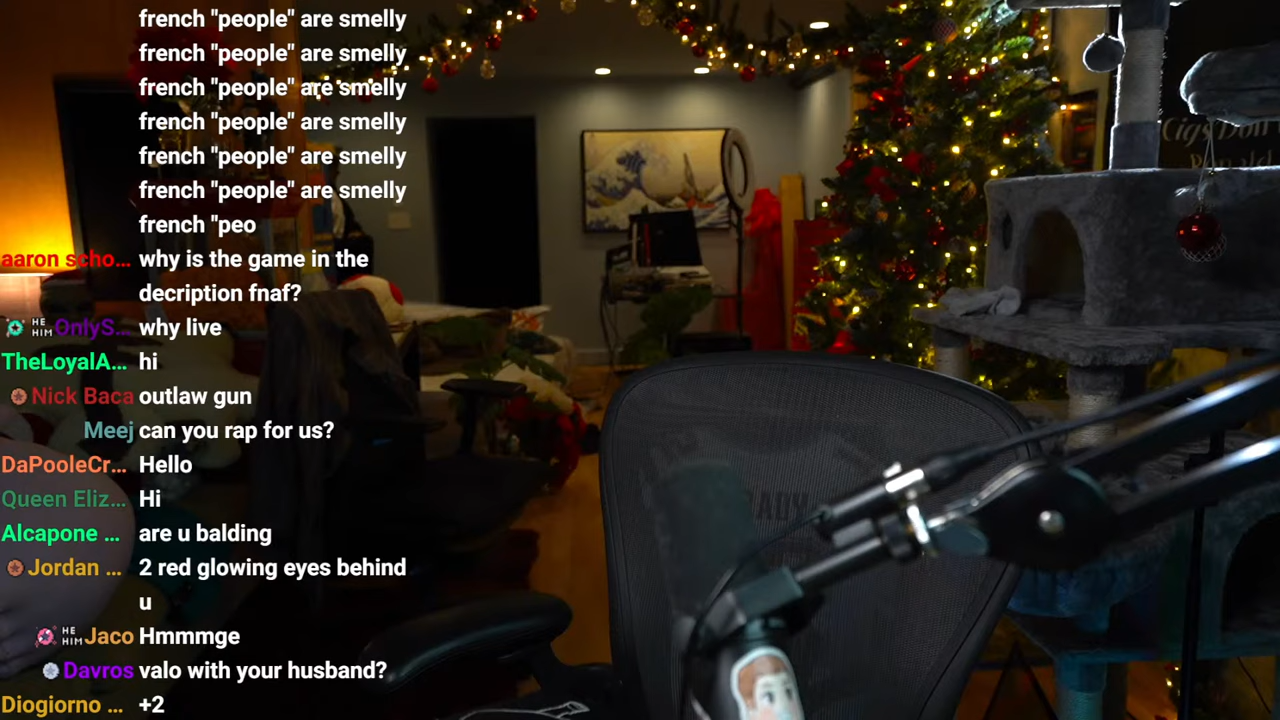 french "people" are smelly
french "people" are smelly
french "people" are smelly
french "people" are smelly
french "people" are smelly
french "people" are smelly
french "peo
aaron scho... why is the game in the
decription fnaf?
HE HIM OnlyS... why live
TheLoyalA... hi
Nick Baca outlaw gun
Meej can you rap for us?
DaPooleCr... Hello
Queen Eliz... Hi
Alcapone ... are u balding
Jordan ... 2 red glowing eyes behind
u
HE HIM Jaco Hmmmge
Davros valo with your husband?
Diogiorno ... +2
Cigs Don